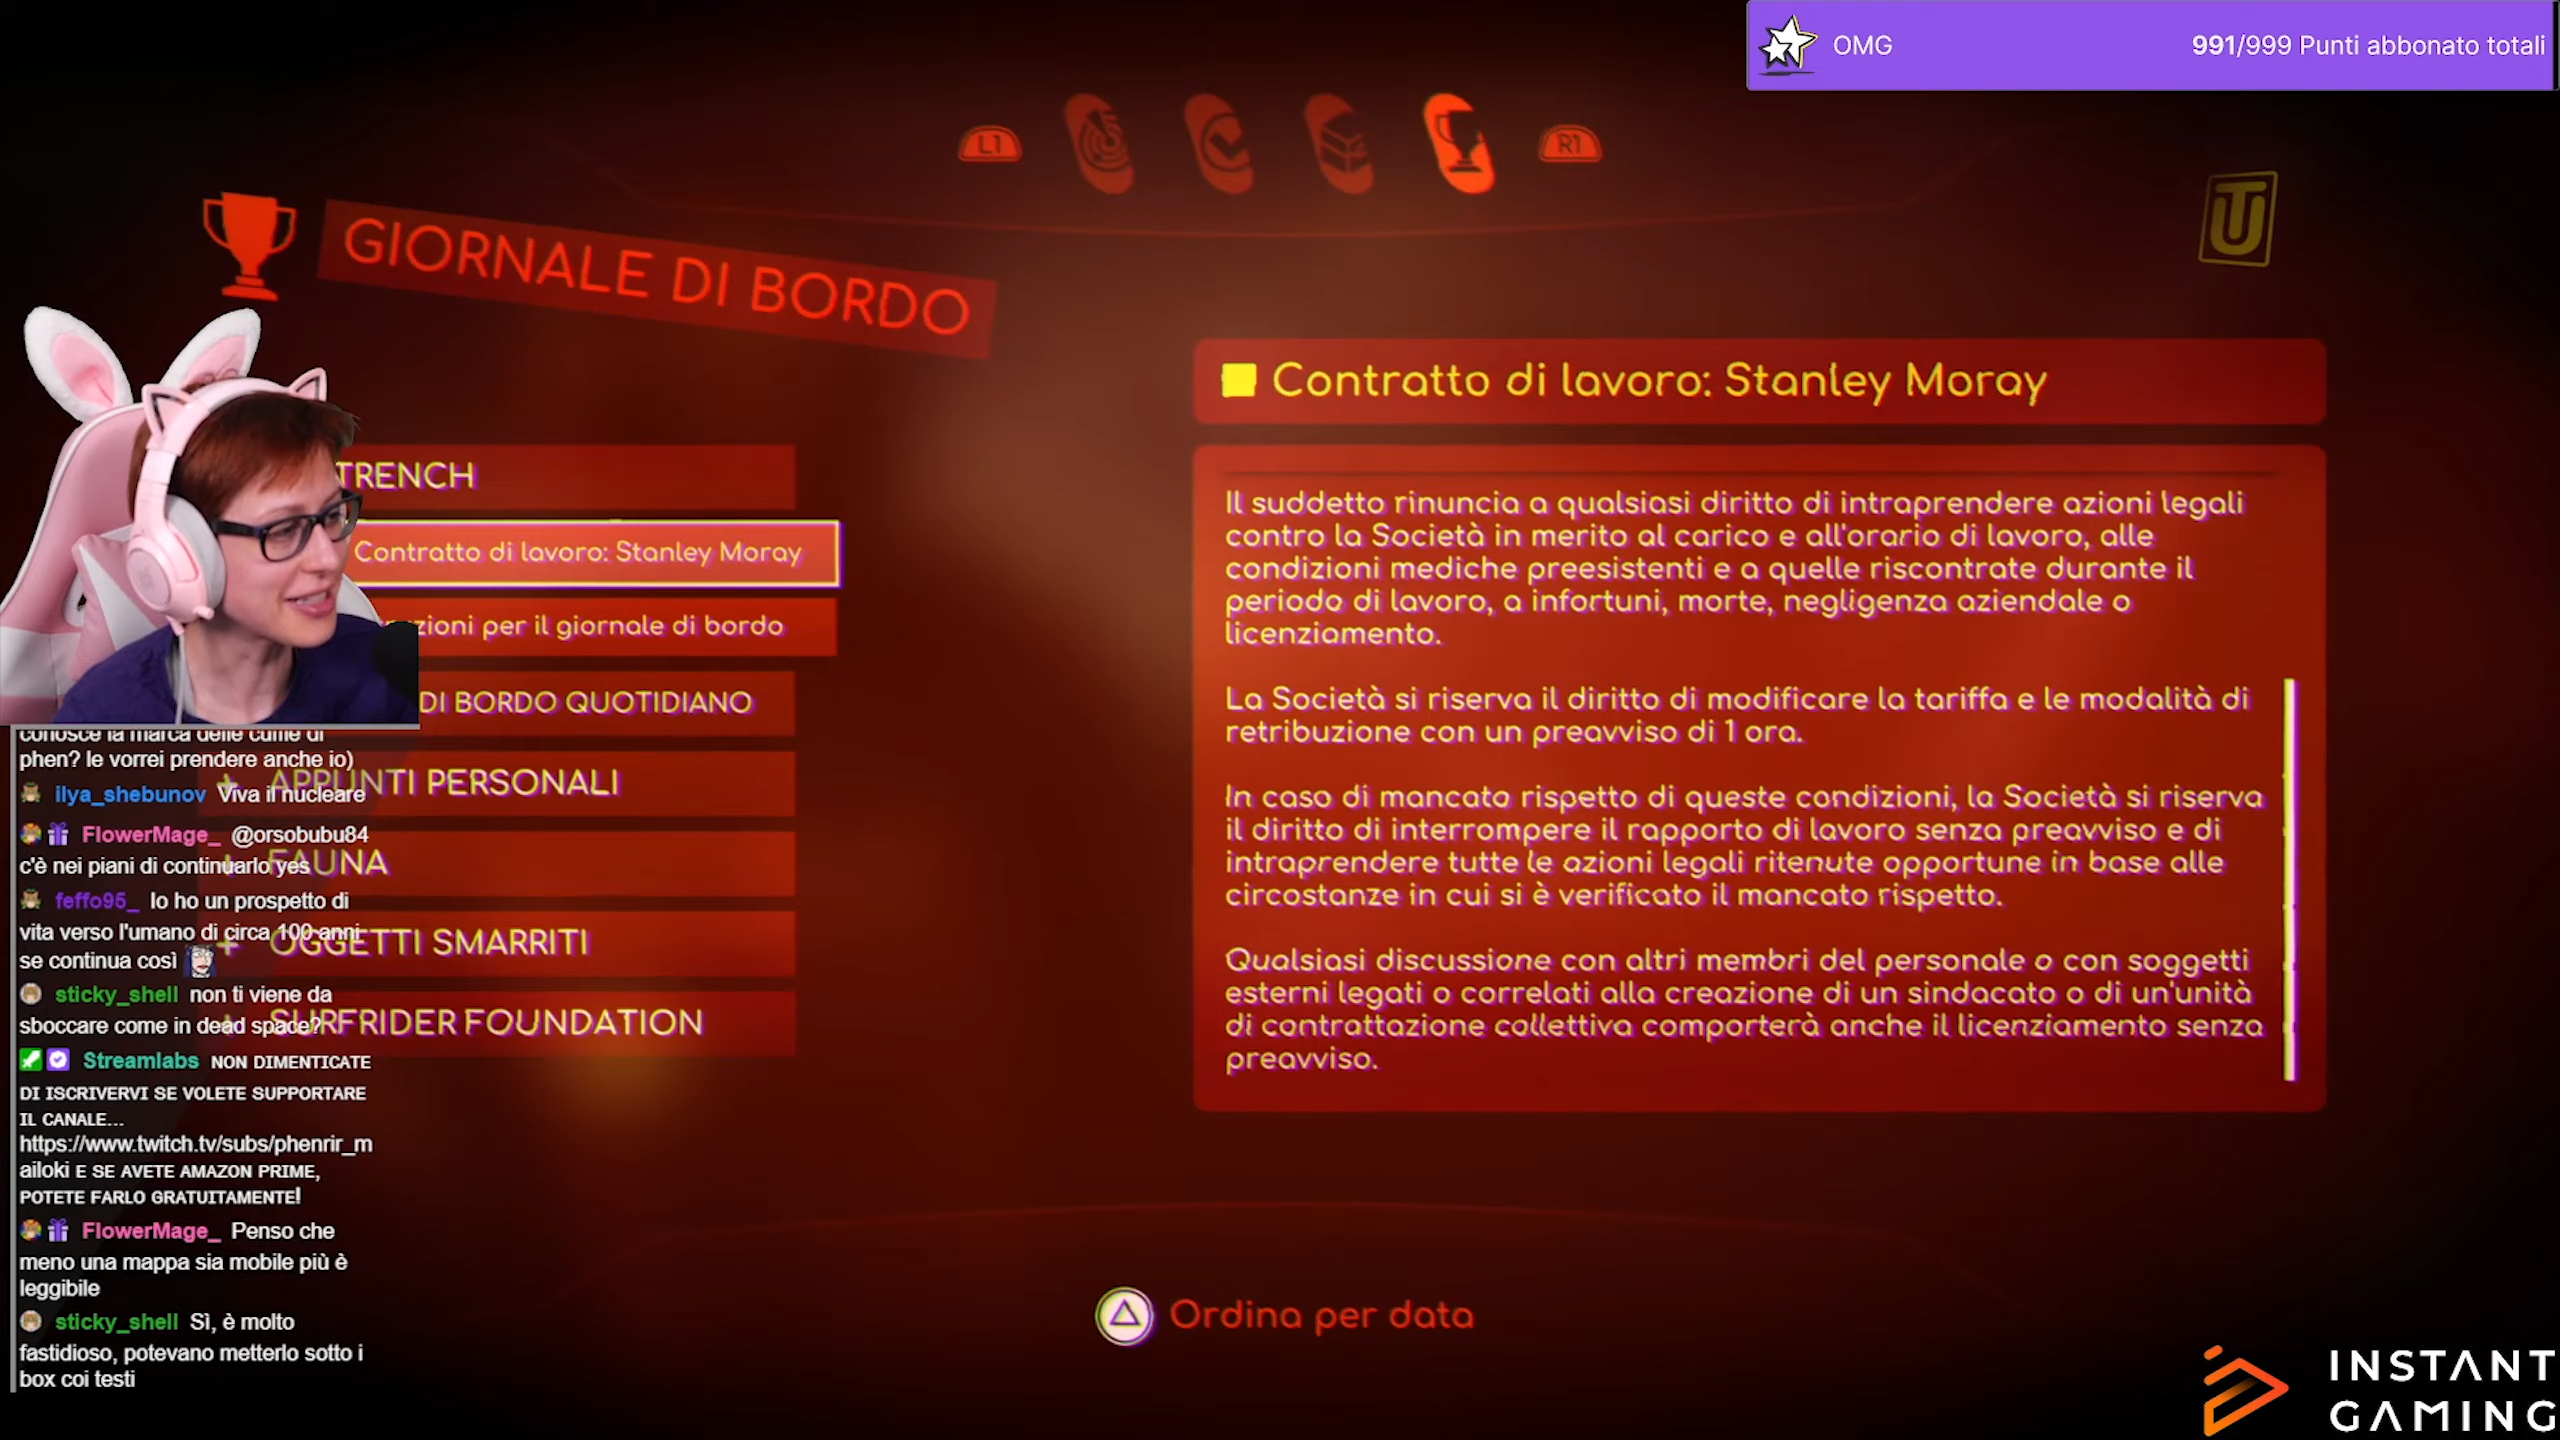 OMG
991/999 Punti abbonato totali
L1
R1
GIORNALE DI BORDO
TRENCH
Contratto di lavoro: Stanley Moray
per il giornale di bordo
DI BORDO QUOTIDIANO
+ APPUNTI PERSONALI
+ FAUNA
+ OGGETTI SMARRITI
+ SURFRIDER FOUNDATION
Contratto di lavoro: Stanley Moray
Il suddetto rinuncia a qualsiasi diritto di intraprendere azioni legali
contro la Società in merito al carico e all'orario di lavoro, alle
condizioni mediche preesistenti e a quelle riscontrate durante il
periodo di lavoro, a infortuni, morte, negligenza aziendale o
licenziamento.
La Società si riserva il diritto di modificare la tariffa e le modalità di
retribuzione con un preavviso di 1 ora.
In caso di mancato rispetto di queste condizioni, la Società si riserva
il diritto di interrompere il rapporto di lavoro senza preavviso e di
intraprendere tutte le azioni legali ritenute opportune in base alle
circostanze in cui si è verificato il mancato rispetto.
Qualsiasi discussione con altri membri del personale o con soggetti
esterni legati o correlati alla creazione di un sindacato o di un'unità
di contrattazione collettiva comporterà anche il licenziamento senza
preavviso.
Ordina per data
conosce la marca delle cuffie di
phen? le vorrei prendere anche io)
ilya_shebunov Viva il nucleare
FlowerMage_ @orsobubu84
c'è nei piani di continuarlo yes
feffo95_ Io ho un prospetto di
vita verso l'umano di circa 100 anni
se continua così
sticky_shell non ti viene da
sboccare come in dead space?
Streamlabs NON DIMENTICATE
DI ISCRIVERVI SE VOLETE SUPPORTARE
IL CANALE...
https://www.twitch.tv/subs/phenrir_m
ailoki E SE AVETE AMAZON PRIME,
POTETE FARLO GRATUITAMENTE!
FlowerMage_ Penso che
meno una mappa sia mobile più è
leggibile
sticky_shell Sì, è molto
fastidioso, potevano metterlo sotto i
box coi testi
INSTANT
GAMING